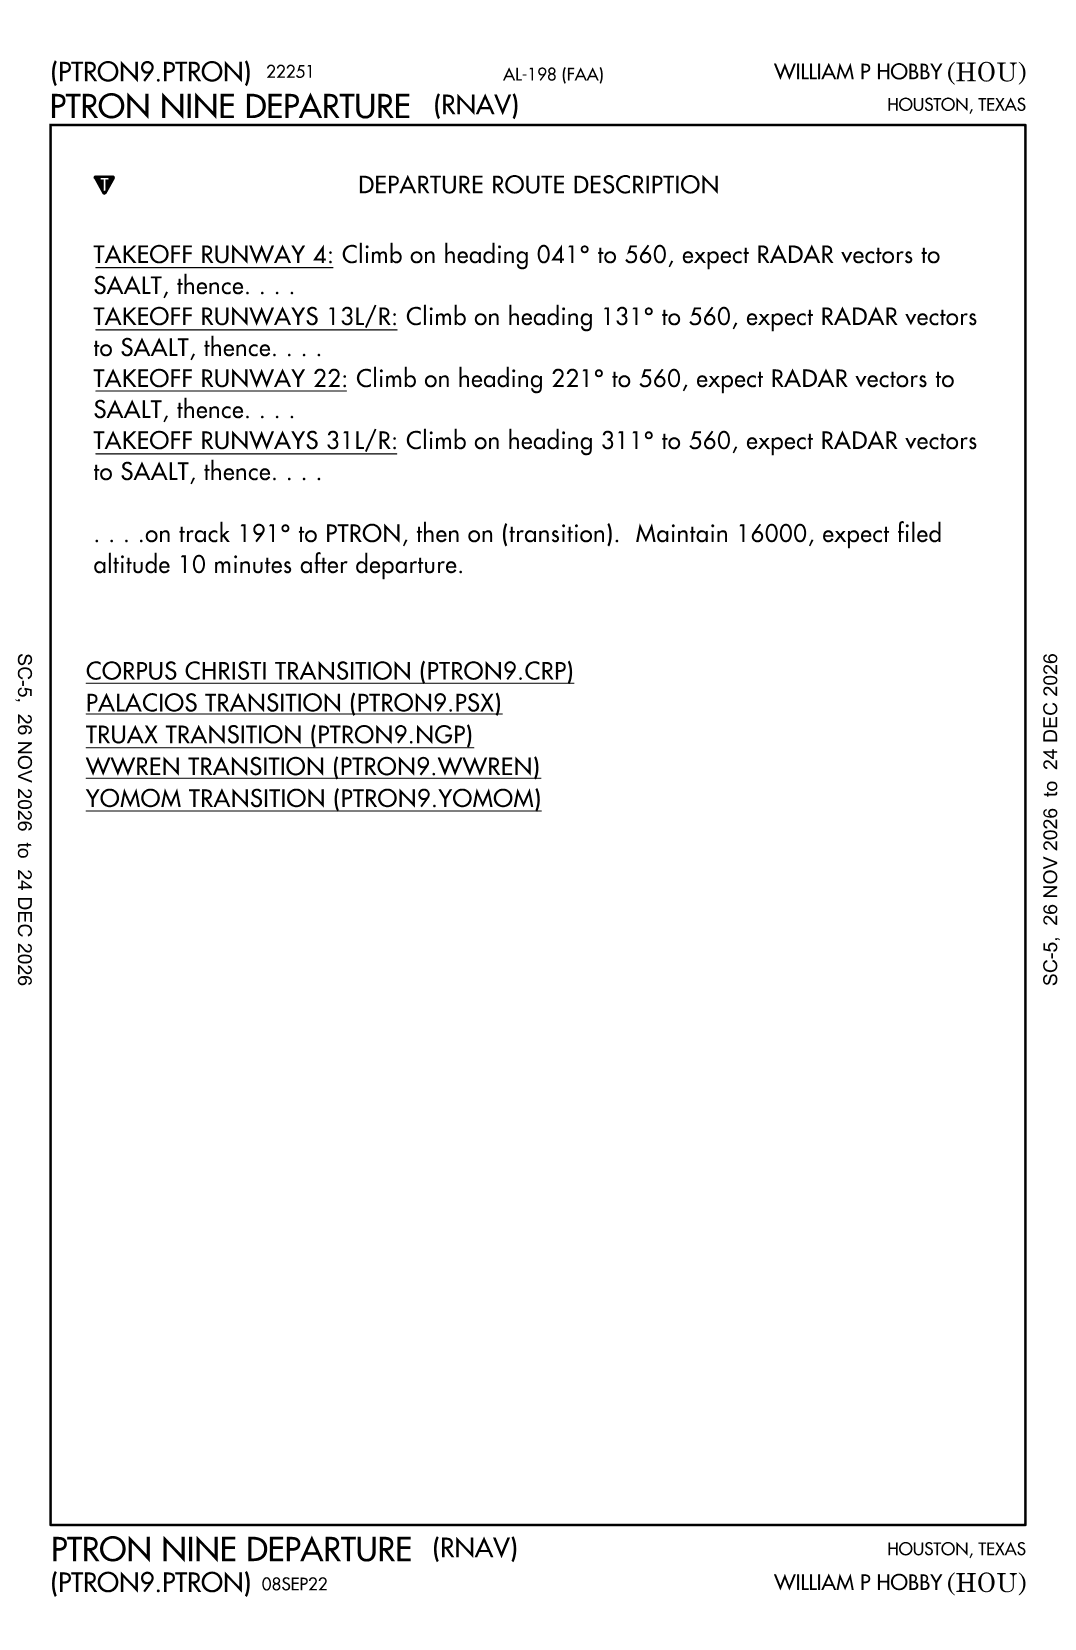 (PTRON9.PTRON) 22251 AL-198 (FAA) WILLIAM P HOBBY (HOU)
PTRON NINE DEPARTURE (RNAV) HOUSTON, TEXAS
T DEPARTURE ROUTE DESCRIPTION
TAKEOFF RUNWAY 4: Climb on heading 041° to 560, expect RADAR vectors to
SAALT, thence. . . .
TAKEOFF RUNWAYS 13L/R: Climb on heading 131° to 560, expect RADAR vectors
to SAALT, thence. . . .
TAKEOFF RUNWAY 22: Climb on heading 221° to 560, expect RADAR vectors to
SAALT, thence. . . .
TAKEOFF RUNWAYS 31L/R: Climb on heading 311° to 560, expect RADAR vectors
to SAALT, thence. . . .
. . . .on track 191° to PTRON, then on (transition). Maintain 16000, expect filed
altitude 10 minutes after departure.
CORPUS CHRISTI TRANSITION (PTRON9.CRP)
PALACIOS TRANSITION (PTRON9.PSX)
TRUAX TRANSITION (PTRON9.NGP)
WWREN TRANSITION (PTRON9.WWREN)
YOMOM TRANSITION (PTRON9.YOMOM)
SC-5, 26 NOV 2026 to 24 DEC 2026
SC-5, 26 NOV 2026 to 24 DEC 2026
PTRON NINE DEPARTURE (RNAV) HOUSTON, TEXAS
(PTRON9.PTRON) 08SEP22 WILLIAM P HOBBY (HOU)